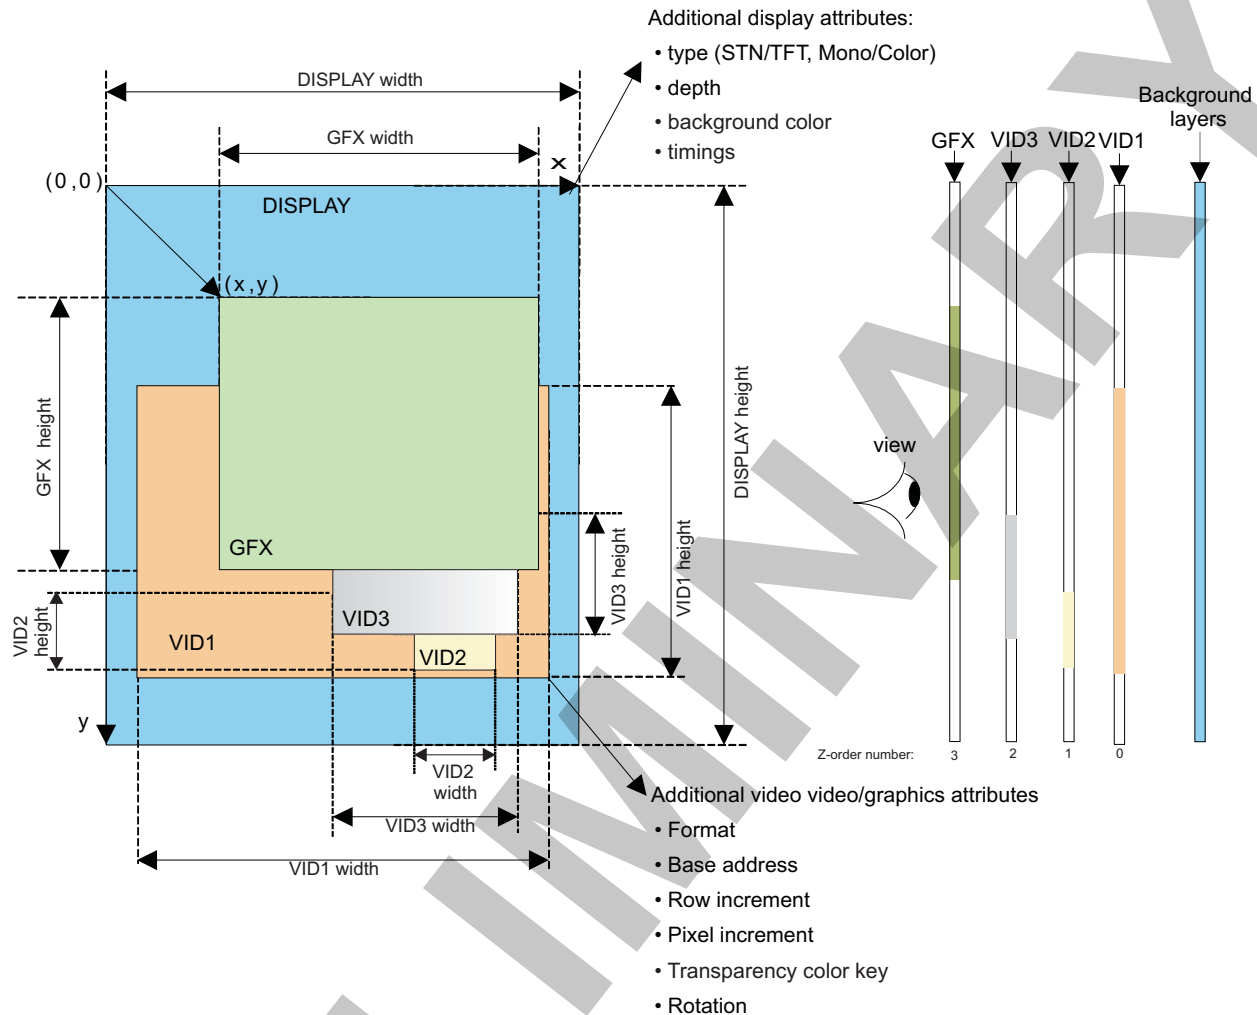 Additional display attributes:
• type (STN/TFT, Mono/Color)
• depth
• background color
• timings
DISPLAY width
GFX width
x
(0,0)
DISPLAY
(x,y)
GFX height
GFX
VID2
height
VID3
VID1
VID2
y
VID3 height
VID1 height
DISPLAY height
VID2
width
VID3 width
VID1 width
Background
layers
GFX
VID3
VID2
VID1
view
Z-order number:
3
2
1
0
Additional video video/graphics attributes
• Format
• Base address
• Row increment
• Pixel increment
• Transparency color key
• Rotation